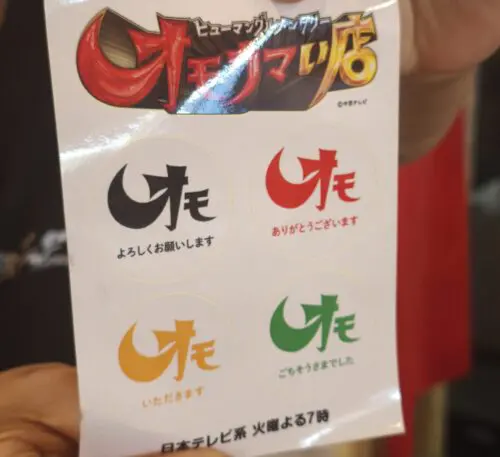 ヒューマングルメンタリー
オモウマい店
©中京テレビ
オモ
よろしくお願いします
オモ
ありがとうございます
オモ
いただきます
オモ
ごちそうさまでした
日本テレビ系 火曜よる7時